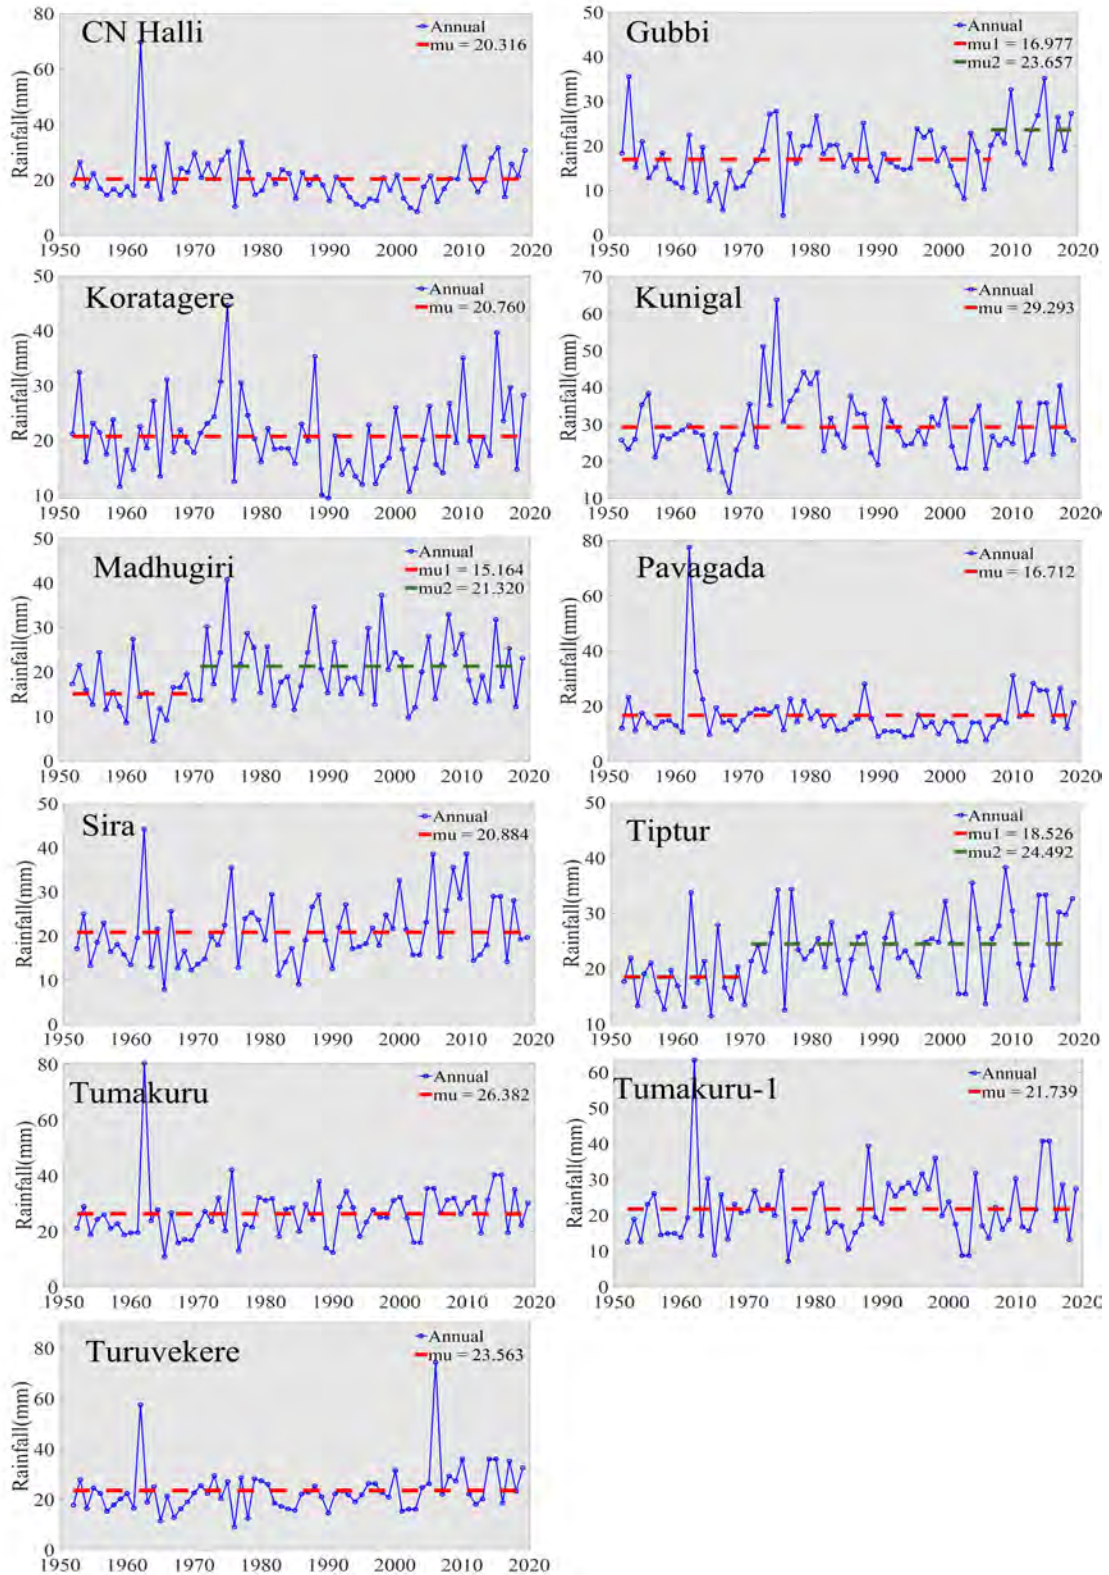 CN Halli
Annual
mu = 20.316
Rainfall(mm)
80
60
40
20
0
1950 1960 1970 1980 1990 2000 2010 2020
Gubbi
Annual
mu1 = 16.977
mu2 = 23.657
Rainfall(mm)
50
40
30
20
10
0
1950 1960 1970 1980 1990 2000 2010 2020
Koratagere
Annual
mu = 20.760
Rainfall(mm)
50
40
30
20
10
1950 1960 1970 1980 1990 2000 2010 2020
Kunigal
Annual
mu = 29.293
Rainfall(mm)
70
60
50
40
30
20
10
1950 1960 1970 1980 1990 2000 2010 2020
Madhugiri
Annual
mu1 = 15.164
mu2 = 21.320
Rainfall(mm)
50
40
30
20
10
0
1950 1960 1970 1980 1990 2000 2010 2020
Pavagada
Annual
mu = 16.712
Rainfall(mm)
80
60
40
20
0
1950 1960 1970 1980 1990 2000 2010 2020
Sira
Annual
mu = 20.884
Rainfall(mm)
50
40
30
20
10
0
1950 1960 1970 1980 1990 2000 2010 2020
Tiptur
Annual
mu1 = 18.526
mu2 = 24.492
Rainfall(mm)
50
40
30
20
10
1950 1960 1970 1980 1990 2000 2010 2020
Tumakuru
Annual
mu = 26.382
Rainfall(mm)
80
60
40
20
0
1950 1960 1970 1980 1990 2000 2010 2020
Tumakuru-1
Annual
mu = 21.739
Rainfall(mm)
60
50
40
30
20
10
0
1950 1960 1970 1980 1990 2000 2010 2020
Turuvekere
Annual
mu = 23.563
Rainfall(mm)
80
60
40
20
0
1950 1960 1970 1980 1990 2000 2010 2020